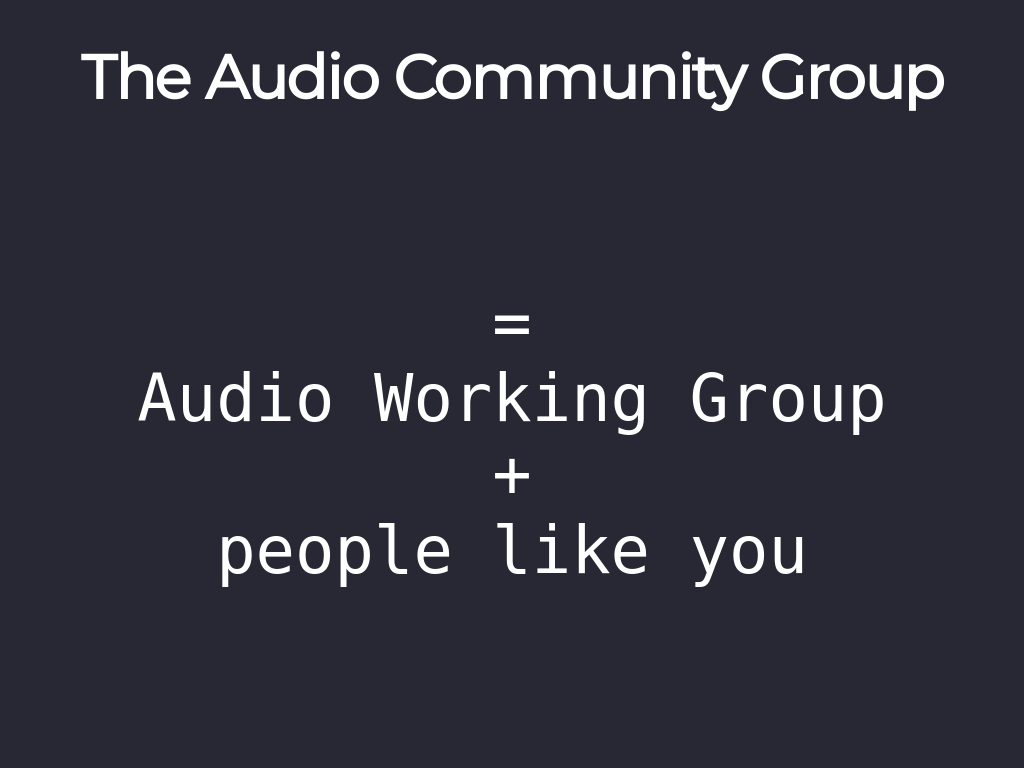 The Audio Community Group
=
Audio Working Group
+
people like you